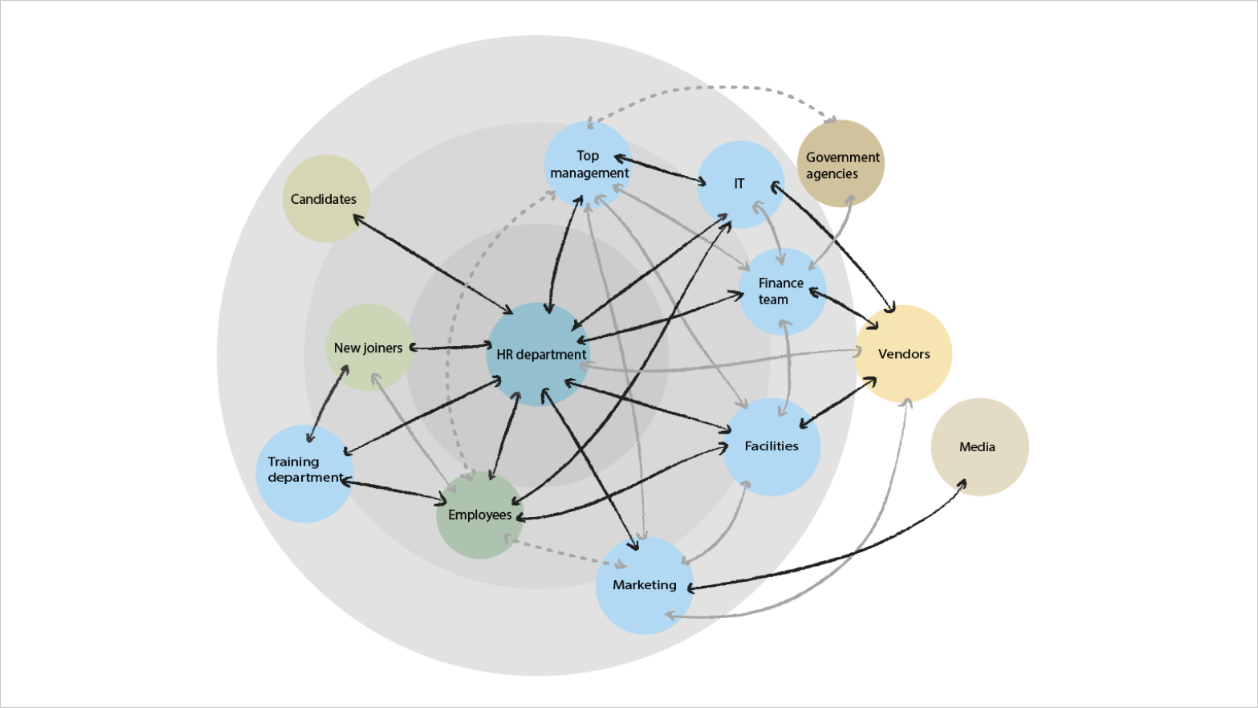 Top
management
IT
Government
agencies
Candidates
Finance
team
New joiners
HR department
Vendors
Training
department
Facilities
Media
Employees
Marketing